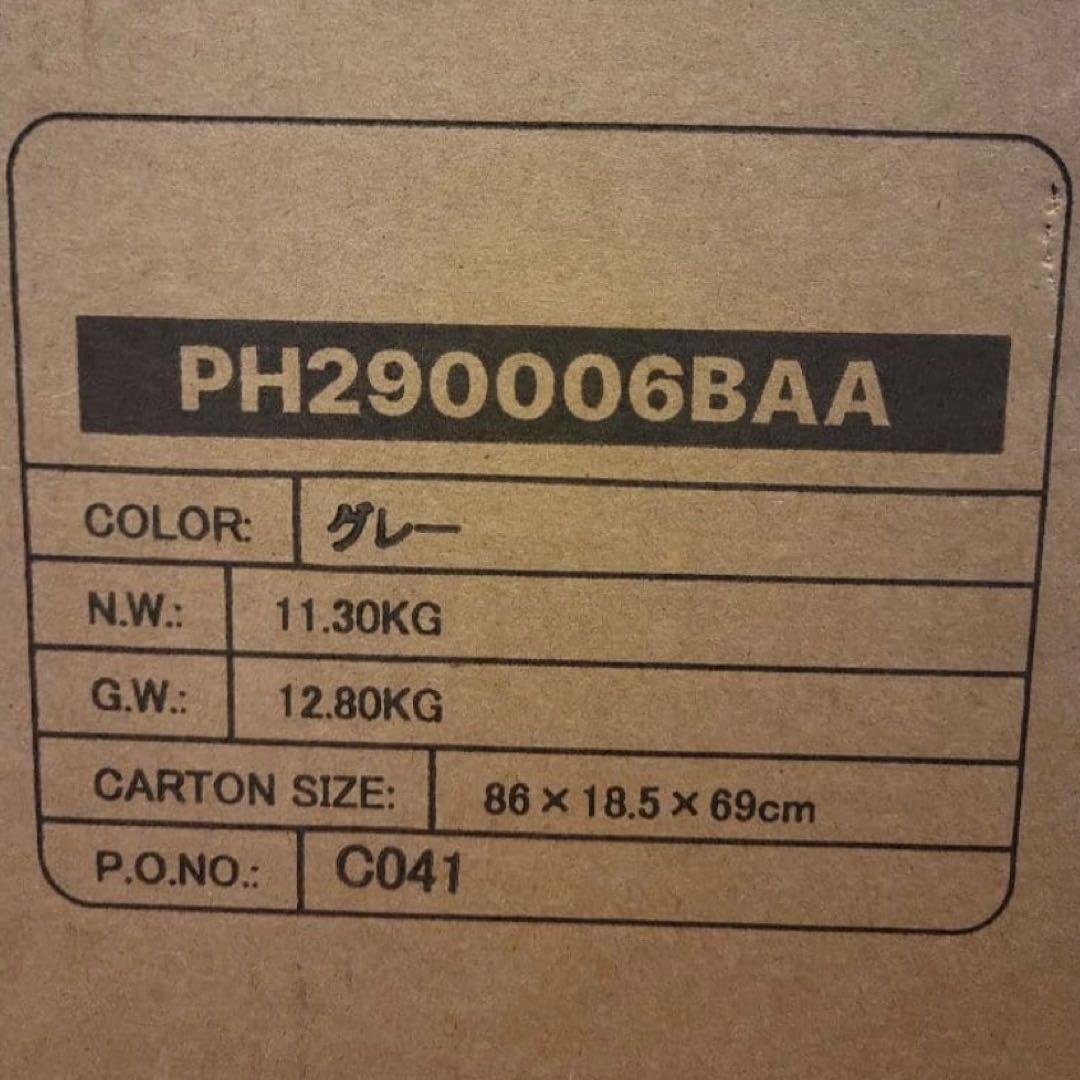 PH290006BAA
COLOR: グレー
N.W.: 11.30KG
G.W.: 12.80KG
CARTON SIZE: 86×18.5×69cm
P.O.NO.: C041